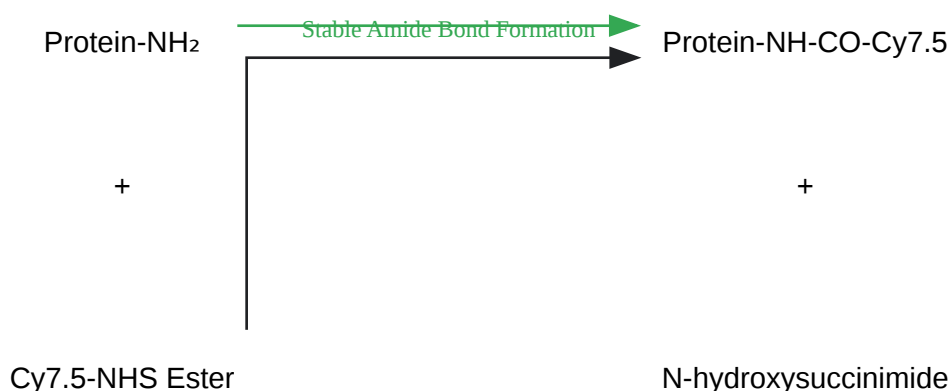 Protein-NH₂
Stable Amide Bond Formation
Protein-NH-CO-Cy7.5
+
+
Cy7.5-NHS Ester
N-hydroxysuccinimide